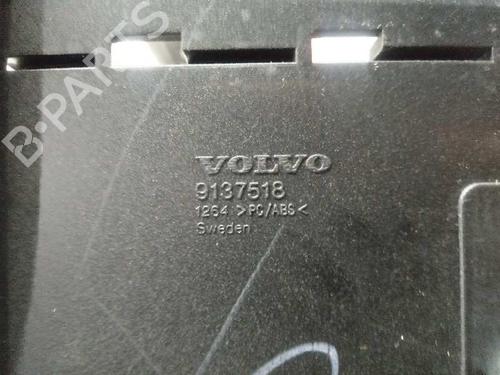 B-PARTS
VOLVO
9137518
1264 >PC/ABS<
Sweden